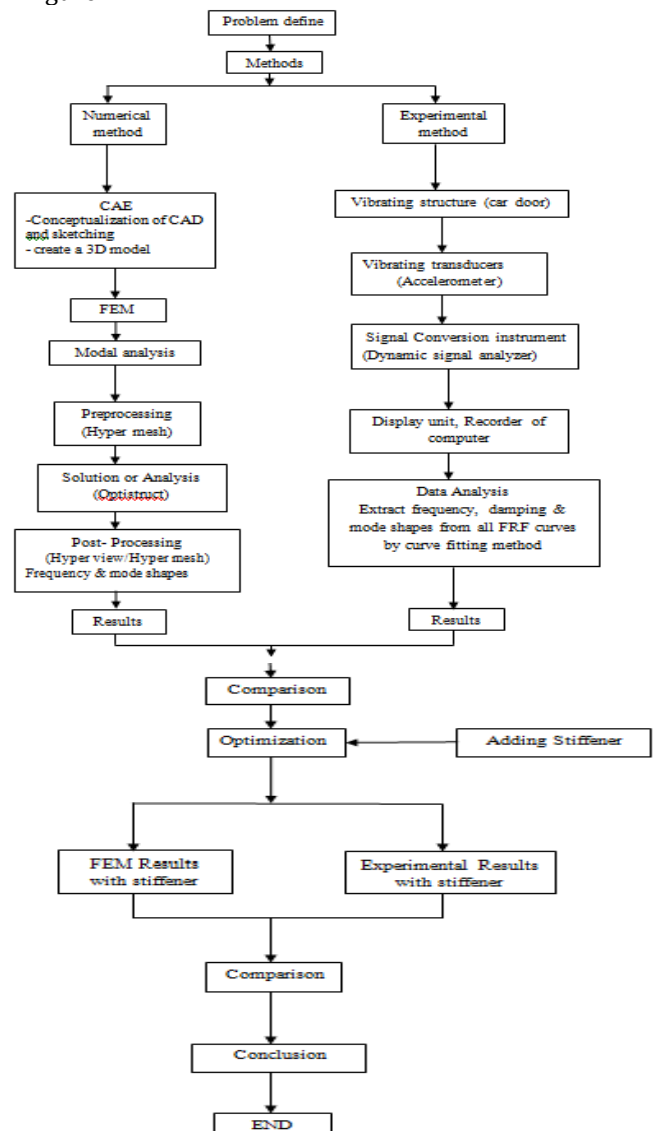 Problem define
Methods
Numerical
method
Experimental
method
CAE
-Conceptualization of CAD
and sketching
- create a 3D model
Vibrating structure (car door)
Vibrating transducers
(Accelerometer)
FEM
Signal Conversion instrument
(Dynamic signal analyzer)
Modal analysis
Preprocessing
(Hyper mesh)
Display unit, Recorder of
computer
Solution or Analysis
(Optistruct)
Data Analysis
Extract frequency, damping &
mode shapes from all FRF curves
by curve fitting method
Post- Processing
(Hyper view/Hyper mesh)
Frequency & mode shapes
Results
Results
Comparison
Optimization
Adding Stiffener
FEM Results
with stiffener
Experimental Results
with stiffener
Comparison
Conclusion
END